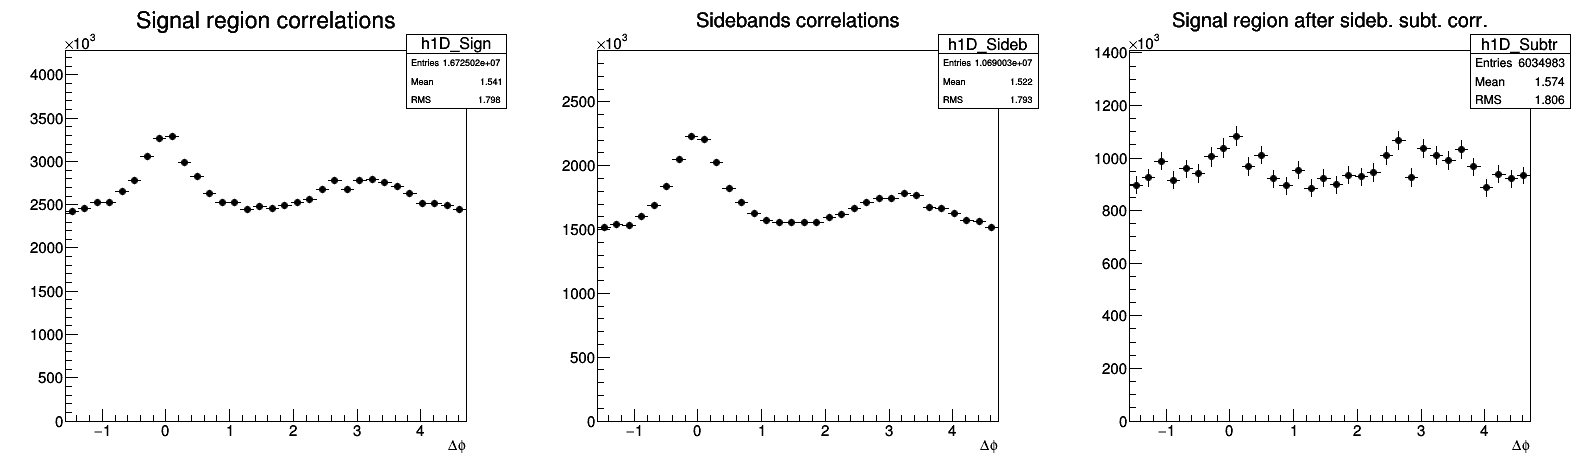 Signal region correlations
×10³
h1D_Sign
Entries 1.672502e+07
Mean 1.541
RMS 1.798
4000
3500
3000
2500
2000
1500
1000
500
0
−1 0 1 2 3 4
Δφ
Sidebands correlations
×10³
h1D_Sideb
Entries 1.069003e+07
Mean 1.522
RMS 1.793
2500
2000
1500
1000
500
0
−1 0 1 2 3 4
Δφ
Signal region after sideb. subt. corr.
×10³
h1D_Subtr
Entries 6034983
Mean 1.574
RMS 1.806
1400
1200
1000
800
600
400
200
0
−1 0 1 2 3 4
Δφ